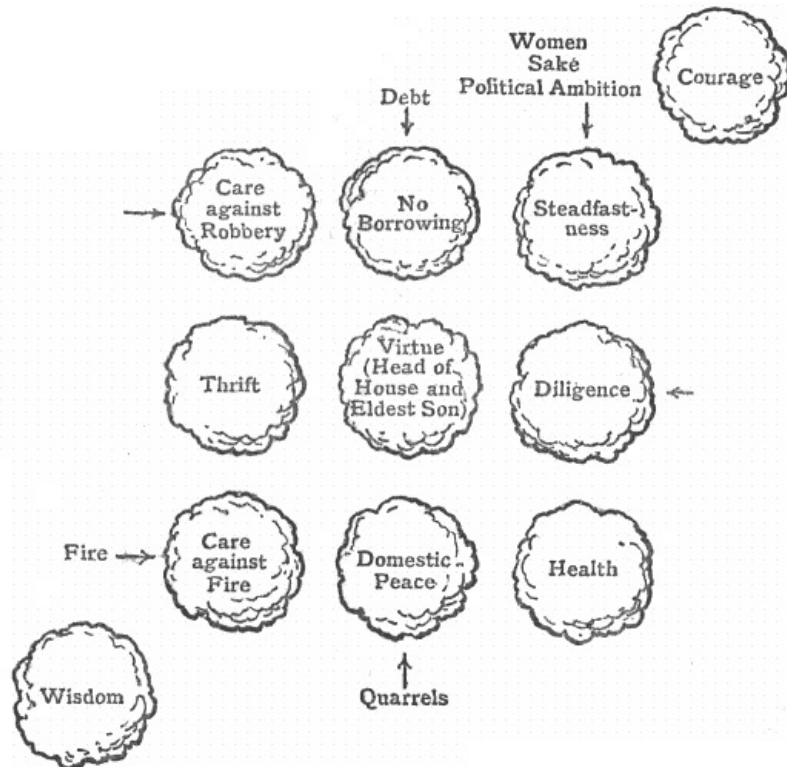 Women
Saké
Political Ambition
Courage
Debt
Care
against
Robbery
No
Borrowing
Steadfast-
ness
Thrift
Virtue
(Head of
House and
Eldest Son)
Diligence
Fire
Care
against
Fire
Domestic
Peace
Health
Wisdom
Quarrels